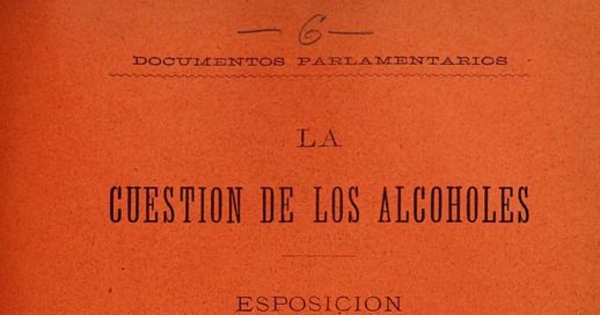 — 6 —
DOCUMENTOS PARLAMENTARIOS
LA
CUESTION DE LOS ALCOHOLES
ESPOSICION